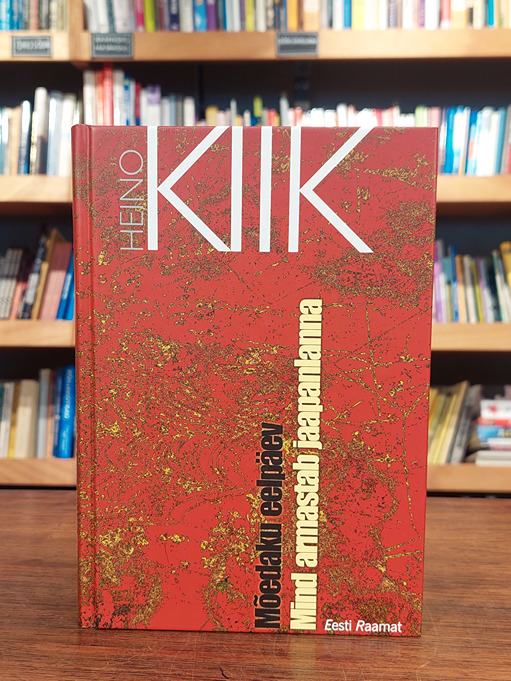 HEINO
KIIK
Mõedaku eelpäev
Mind armastab jaapanlanna
Eesti Raamat